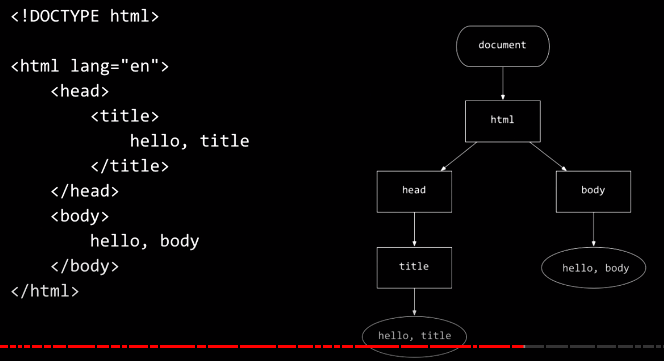 <!DOCTYPE html>
<html lang="en">
<head>
<title>
hello, title
</title>
</head>
<body>
hello, body
</body>
</html>
document
html
head
body
title
hello, body
hello, title